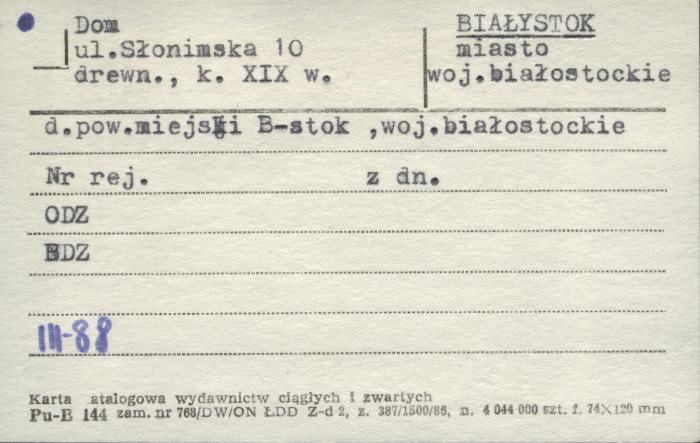 Dom
ul.Słonimska 10
drewn., k. XIX w.
BIAŁYSTOK
miasto
woj.białostockie
d.pow.miejski B-stok ,woj.białostockie
Nr rej. z dn.
ODZ
BDZ
III-88
Karta atalogowa wydawnictw ciągłych i zwartych
Pu-B 144 zam. nr 768/DW/ON ŁDD Z-d 2, z. 387/1500/86, n. 4 044 000 szt. f. 74×120 mm